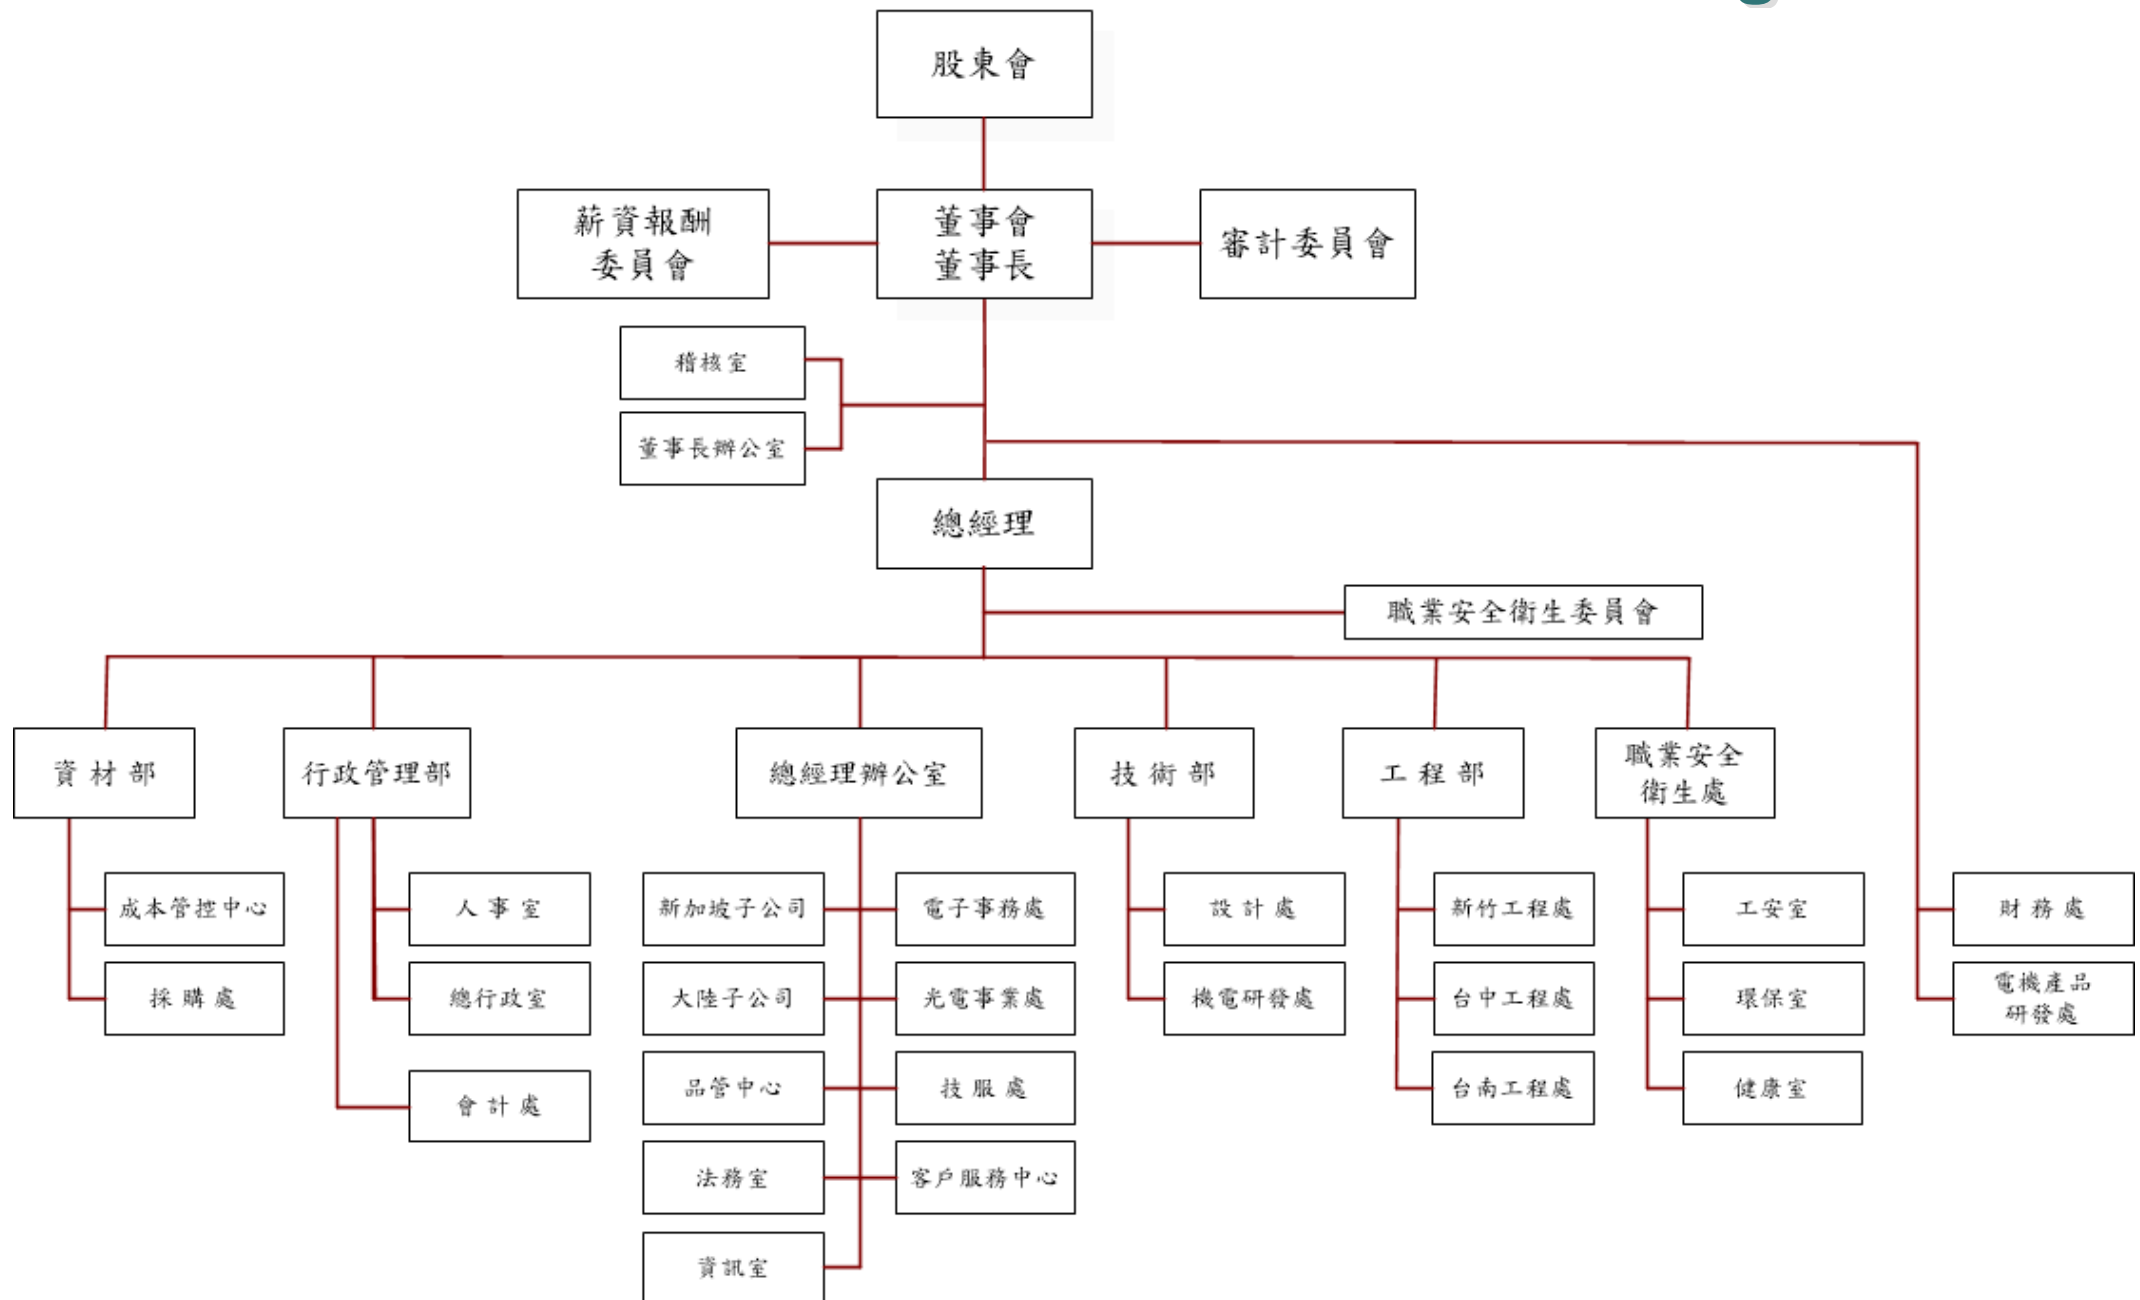 股東會
薪資報酬
委員會
董事會
董事長
審計委員會
稽核室
董事長辦公室
總經理
職業安全衛生委員會
資材部
行政管理部
總經理辦公室
技術部
工程部
職業安全
衛生處
成本管控中心
人事室
新加坡子公司
電子事務處
設計處
新竹工程處
工安室
財務處
採購處
總行政室
大陸子公司
光電事業處
機電研發處
台中工程處
環保室
電機產品
研發處
會計處
品管中心
技服處
台南工程處
健康室
法務室
客戶服務中心
資訊室